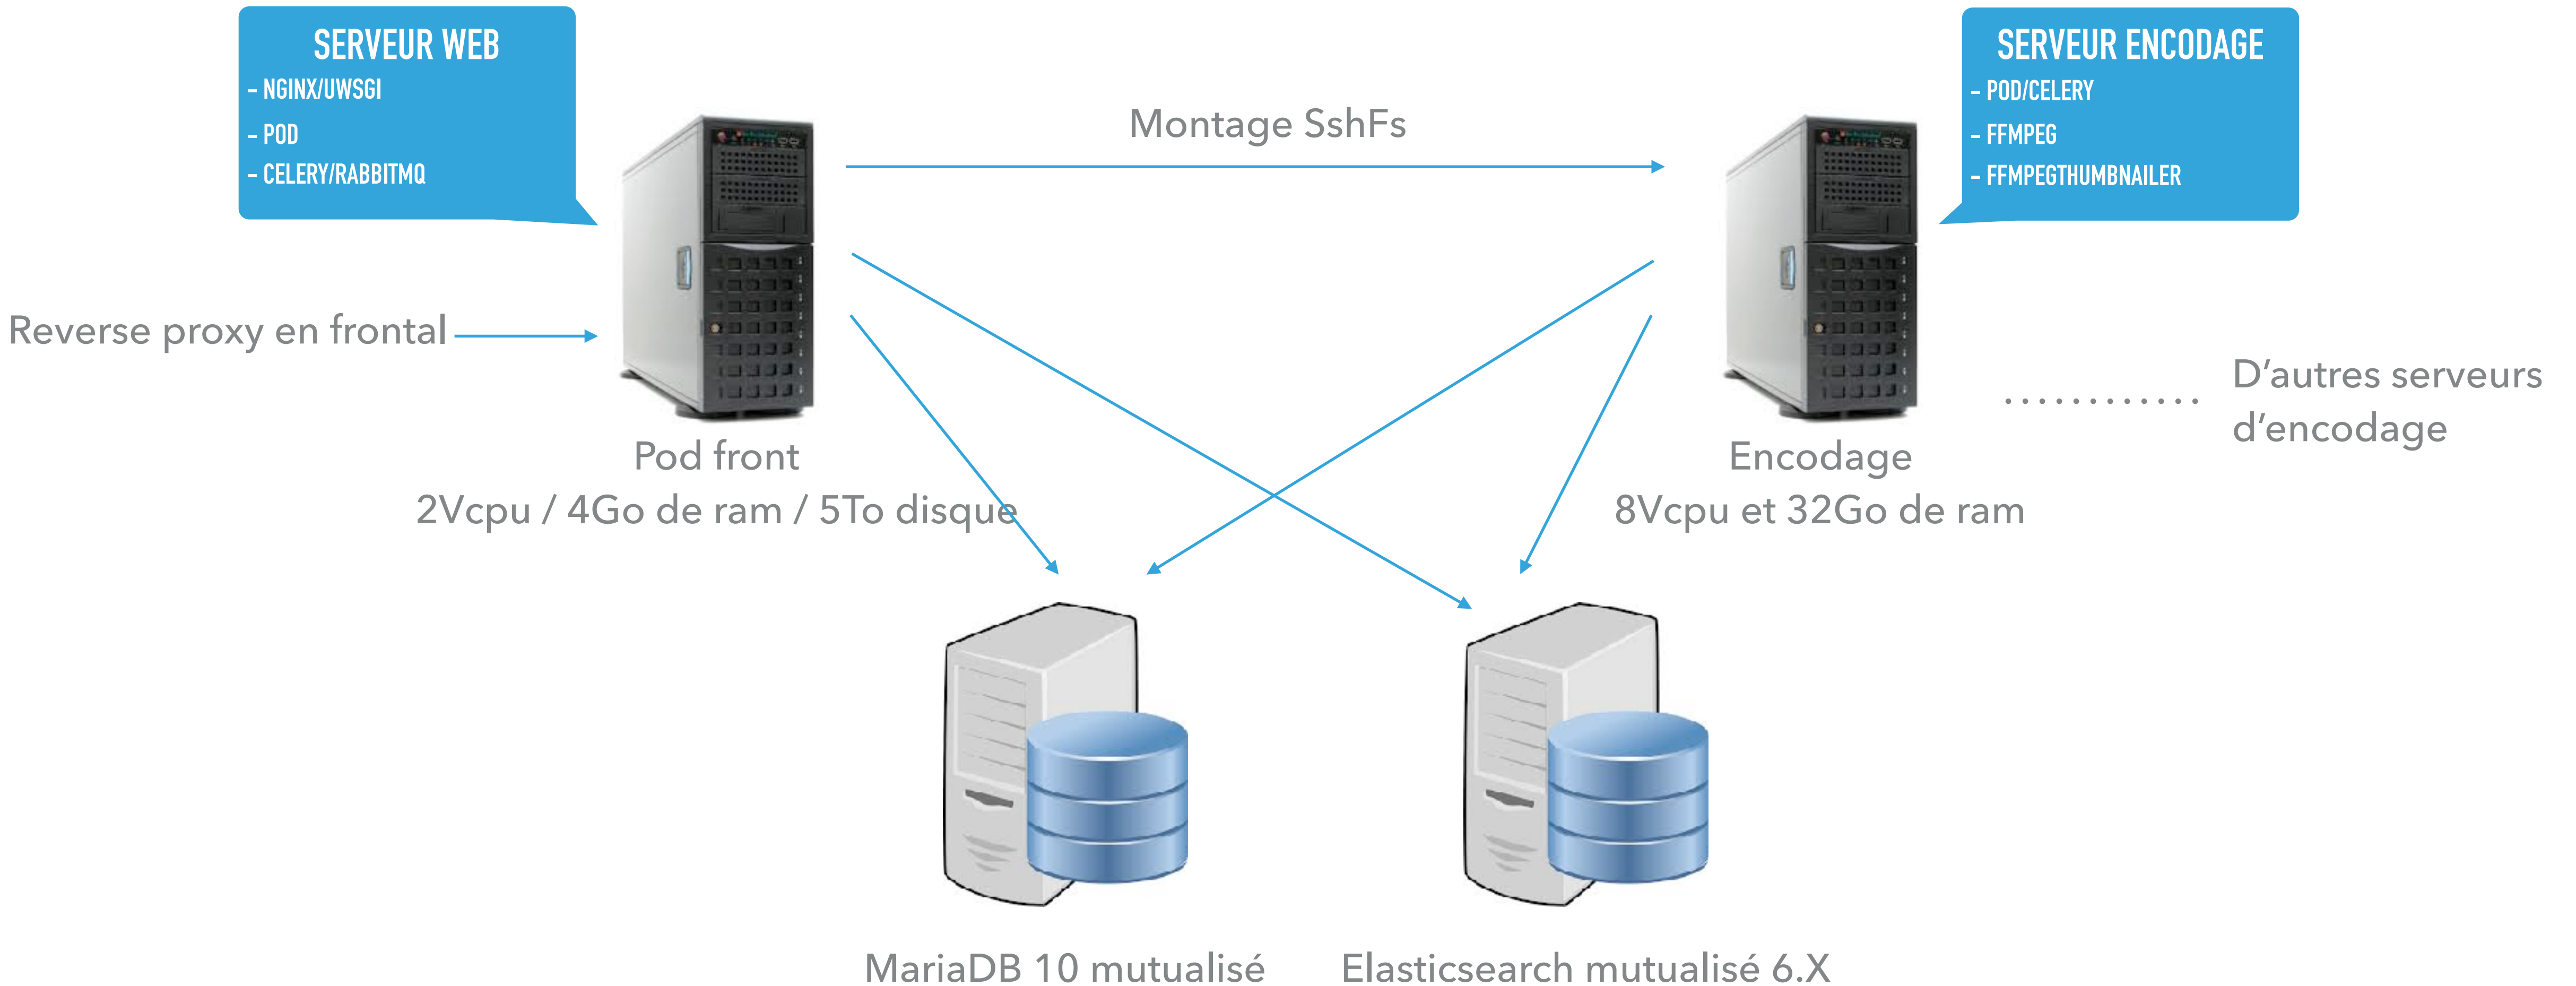 SERVEUR WEB
- NGINX/UWSGI
- POD
- CELERY/RABBITMQ
Montage SshFs
SERVEUR ENCODAGE
- POD/CELERY
- FFMPEG
- FFMPEGTHUMBNAILER
Reverse proxy en frontal
D’autres serveurs
d’encodage
Pod front
2Vcpu / 4Go de ram / 5To disque
Encodage
8Vcpu et 32Go de ram
MariaDB 10 mutualisé
Elasticsearch mutualisé 6.X